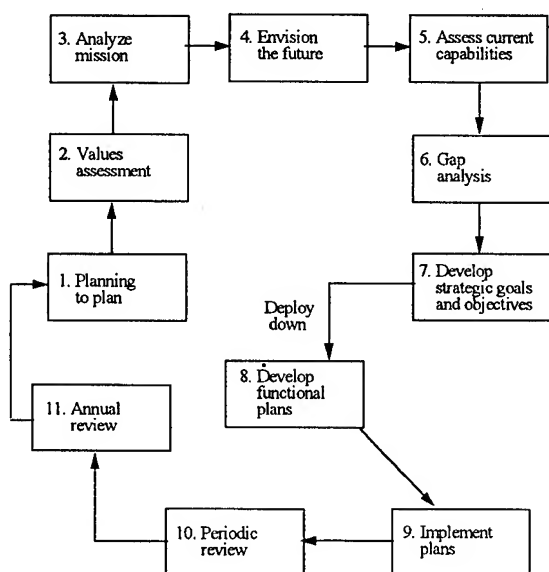 3. Analyze
mission
4. Envision
the future
5. Assess current
capabilities
2. Values
assessment
6. Gap
analysis
1. Planning
to plan
7. Develop
strategic goals
and objectives
Deploy
down
8. Develop
functional
plans
11. Annual
review
10. Periodic
review
9. Implement
plans